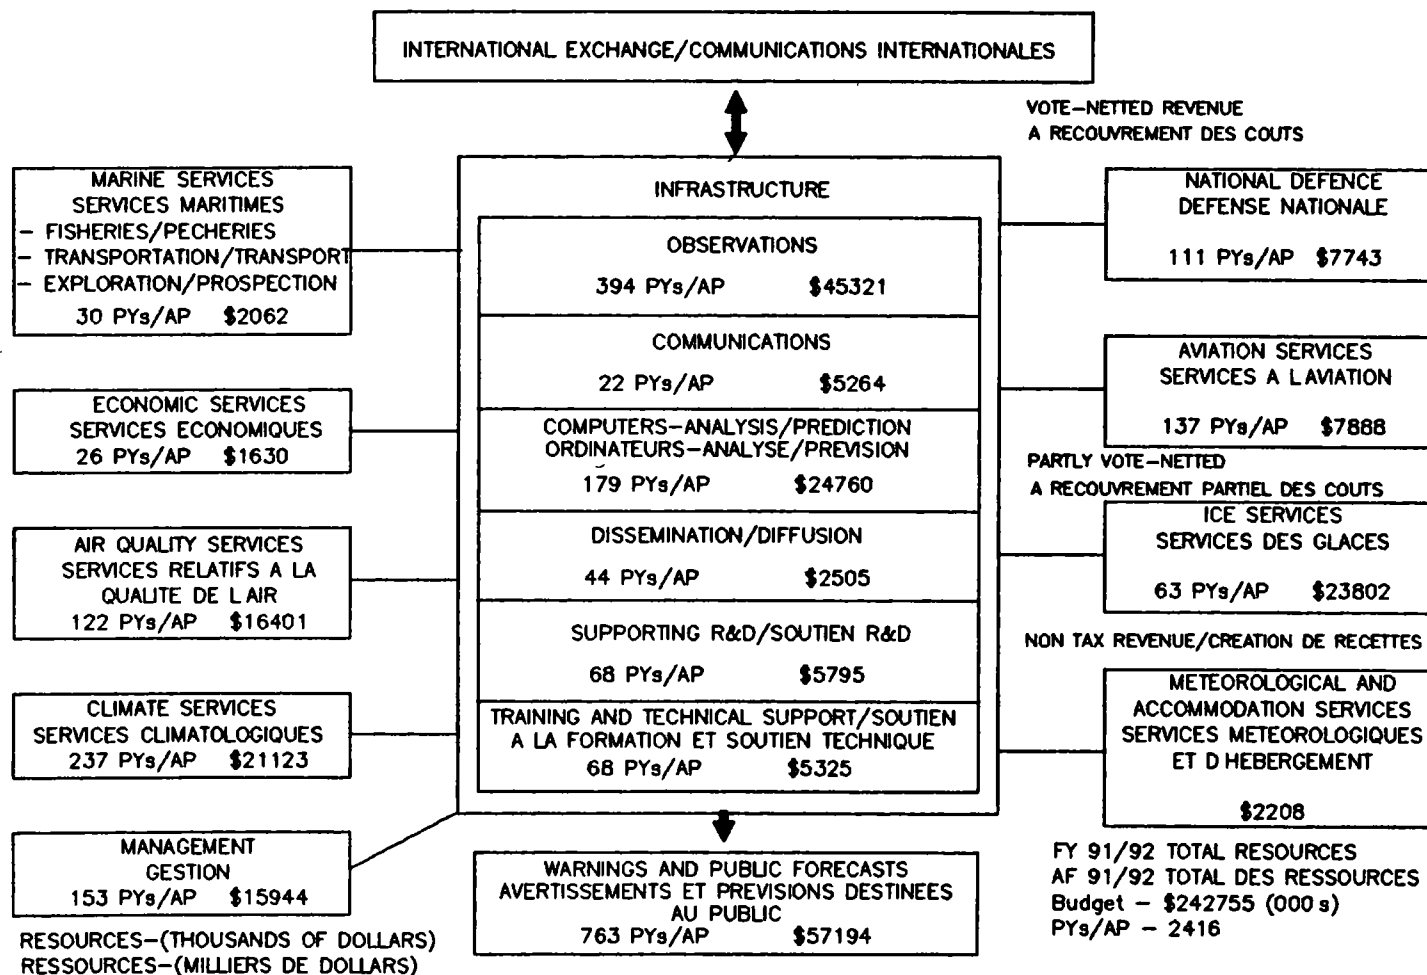 INTERNATIONAL EXCHANGE/COMMUNICATIONS INTERNATIONALES
VOTE-NETTED REVENUE
A RECOUVREMENT DES COUTS
MARINE SERVICES
SERVICES MARITIMES
- FISHERIES/PECHERIES
- TRANSPORTATION/TRANSPORT
- EXPLORATION/PROSPECTION
30 PYs/AP $2062
ECONOMIC SERVICES
SERVICES ECONOMIQUES
26 PYs/AP $1630
AIR QUALITY SERVICES
SERVICES RELATIFS A LA
QUALITE DE L AIR
122 PYs/AP $16401
CLIMATE SERVICES
SERVICES CLIMATOLOGIQUES
237 PYs/AP $21123
MANAGEMENT
GESTION
153 PYs/AP $15944
RESOURCES-(THOUSANDS OF DOLLARS)
RESSOURCES-(MILLIERS DE DOLLARS)
INFRASTRUCTURE
OBSERVATIONS
394 PYs/AP $45321
COMMUNICATIONS
22 PYs/AP $5264
COMPUTERS-ANALYSIS/PREDICTION
ORDINATEURS-ANALYSE/PREVISION
179 PYs/AP $24760
DISSEMINATION/DIFFUSION
44 PYs/AP $2505
SUPPORTING R&D/SOUTIEN R&D
68 PYs/AP $5795
TRAINING AND TECHNICAL SUPPORT/SOUTIEN
A LA FORMATION ET SOUTIEN TECHNIQUE
68 PYs/AP $5325
WARNINGS AND PUBLIC FORECASTS
AVERTISSEMENTS ET PREVISIONS DESTINEES
AU PUBLIC
763 PYs/AP $57194
NATIONAL DEFENCE
DEFENSE NATIONALE
111 PYs/AP $7743
AVIATION SERVICES
SERVICES A LAVIATION
137 PYs/AP $7888
PARTLY VOTE-NETTED
A RECOUVREMENT PARTIEL DES COUTS
ICE SERVICES
SERVICES DES GLACES
63 PYs/AP $23802
NON TAX REVENUE/CREATION DE RECETTES
METEOROLOGICAL AND
ACCOMMODATION SERVICES
SERVICES METEOROLOGIQUES
ET D HEBERGEMENT
$2208
FY 91/92 TOTAL RESOURCES
AF 91/92 TOTAL DES RESSOURCES
Budget - $242755 (000 s)
PYs/AP - 2416